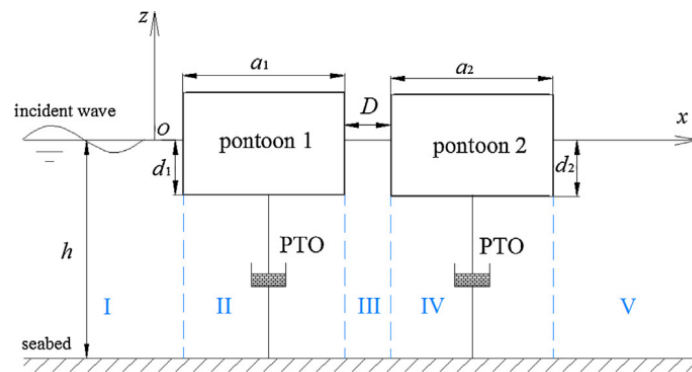 z
a₁
a₂
incident wave
D
x
O
pontoon 1
pontoon 2
d₁
d₂
h
PTO
PTO
I
II
III
IV
V
seabed